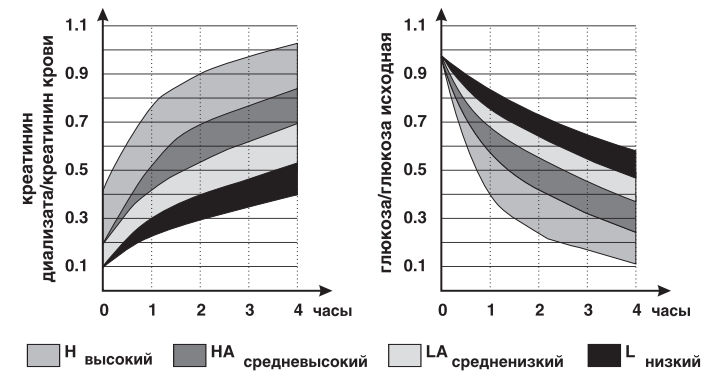 креатинин
диализата/креатинин крови
1.1
0.9
0.7
0.5
0.3
0.1
0 1 2 3 4 часы
глюкоза/глюкоза исходная
1.1
0.9
0.7
0.5
0.3
0.1
0 1 2 3 4 часы
H высокий
HA средневысокий
LA средненизкий
L низкий